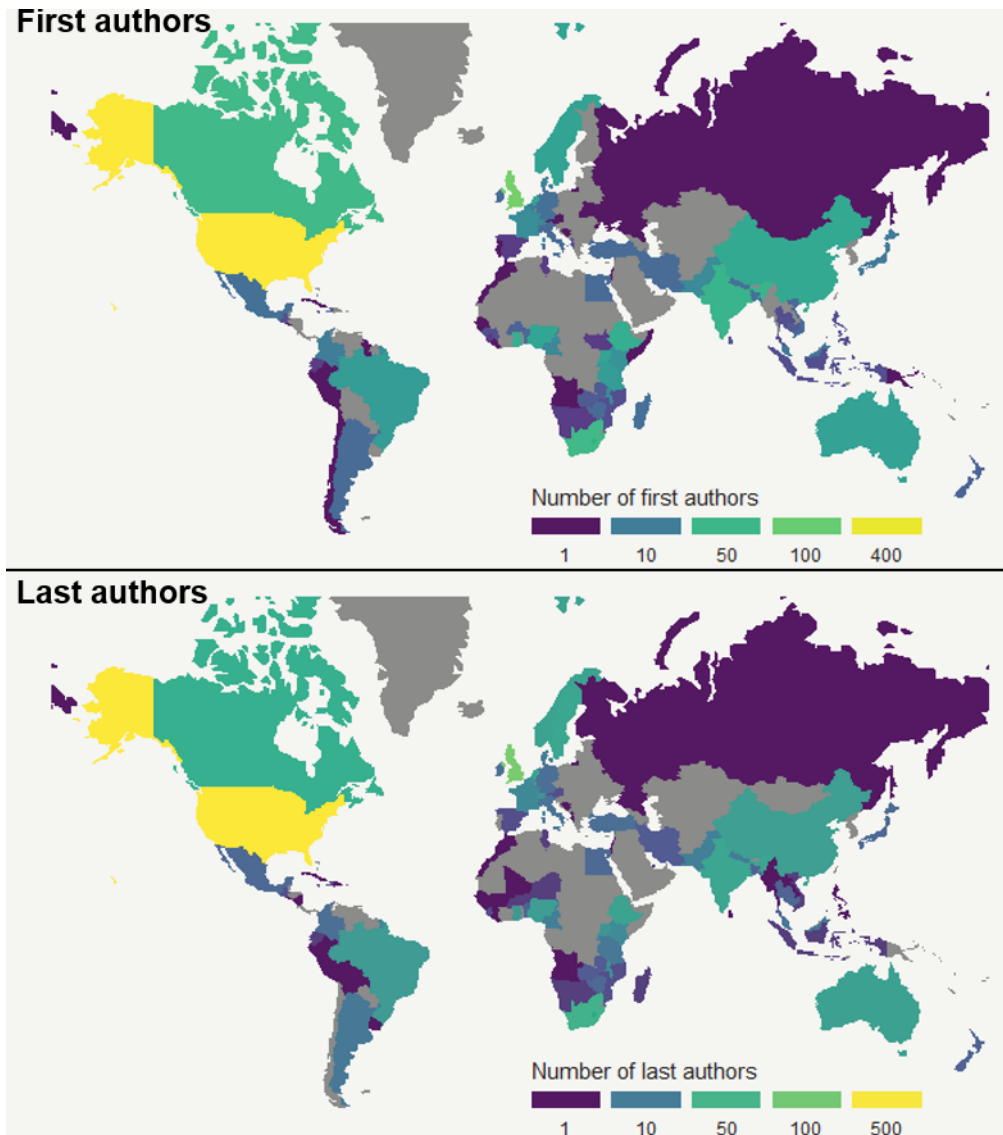 First authors
Number of first authors
1 10 50 100 400
Last authors
Number of last authors
1 10 50 100 500